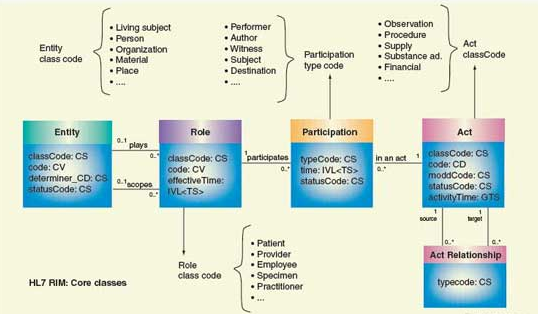 • Living subject
• Person
• Organization
• Material
• Place
• ....
Entity
class code
• Performer
• Author
• Witness
• Subject
• Destination
• ....
Participation
type code
• Observation
• Procedure
• Supply
• Substance ad.
• Financial
• ....
Act
classCode
Entity
classCode: CS
code: CV
determiner_CD: CS
statusCode: CS
0..1
plays
0..*
0..1
scopes
0..*
Role
classCode: CS
code: CV
effectiveTime:
IVL<TS>
1
participates
0..*
Participation
typeCode: CS
time: IVL<TS>
statusCode: CS
in an act
1
0..*
Act
classCode: CS
code: CD
moddCode: CS
statusCode: CS
activityTime: GTS
1
source
0..*
1
target
0..*
Act Relationship
typecode: CS
Role
class code
• Patient
• Provider
• Employee
• Specimen
• Practitioner
• ...
HL7 RIM: Core classes